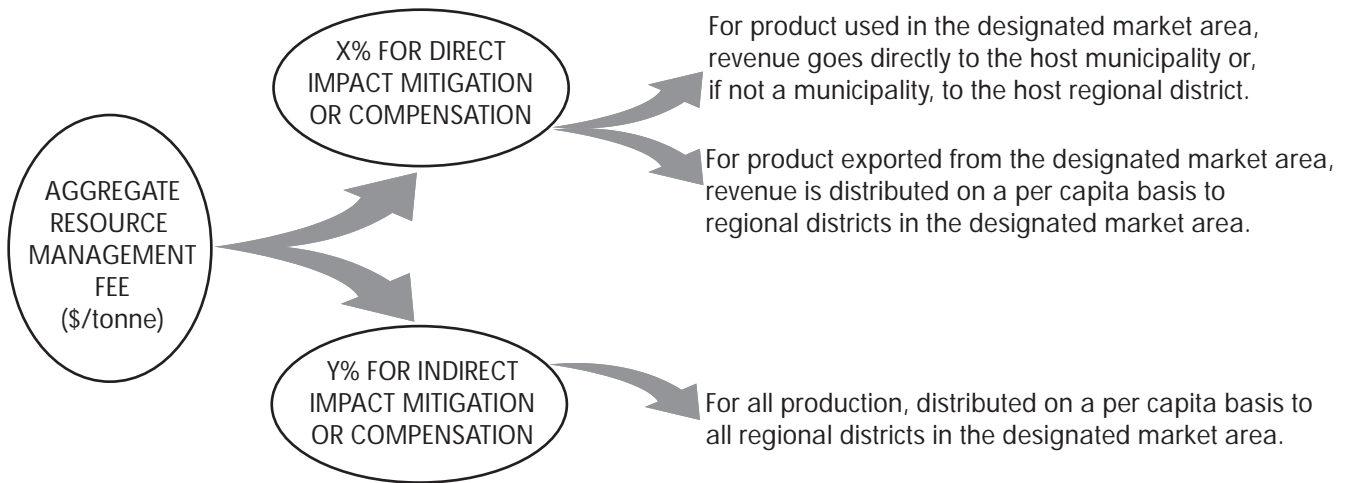 AGGREGATE
RESOURCE
MANAGEMENT
FEE
($/tonne)
X% FOR DIRECT
IMPACT MITIGATION
OR COMPENSATION
For product used in the designated market area,
revenue goes directly to the host municipality or,
if not a municipality, to the host regional district.
For product exported from the designated market area,
revenue is distributed on a per capita basis to
regional districts in the designated market area.
Y% FOR INDIRECT
IMPACT MITIGATION
OR COMPENSATION
For all production, distributed on a per capita basis to
all regional districts in the designated market area.